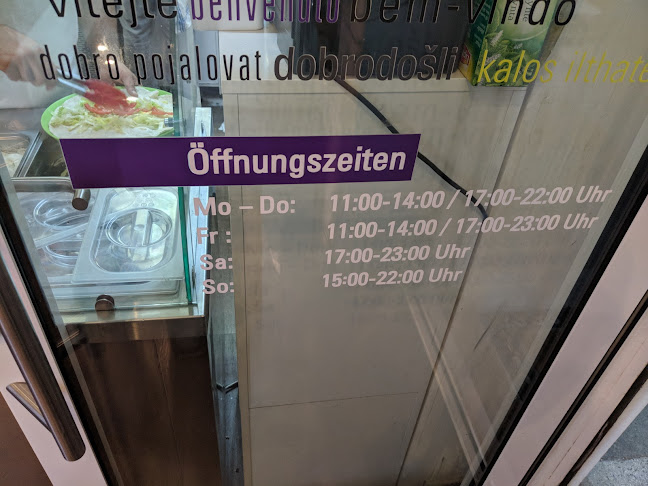 vítejte benvenuto bem-vindo
dobro pojalovat dobrodošli kalos ilthate
Öffnungszeiten
Mo – Do: 11:00-14:00 / 17:00-22:00 Uhr
Fr : 11:00-14:00 / 17:00-23:00 Uhr
Sa: 17:00-23:00 Uhr
So: 15:00-22:00 Uhr